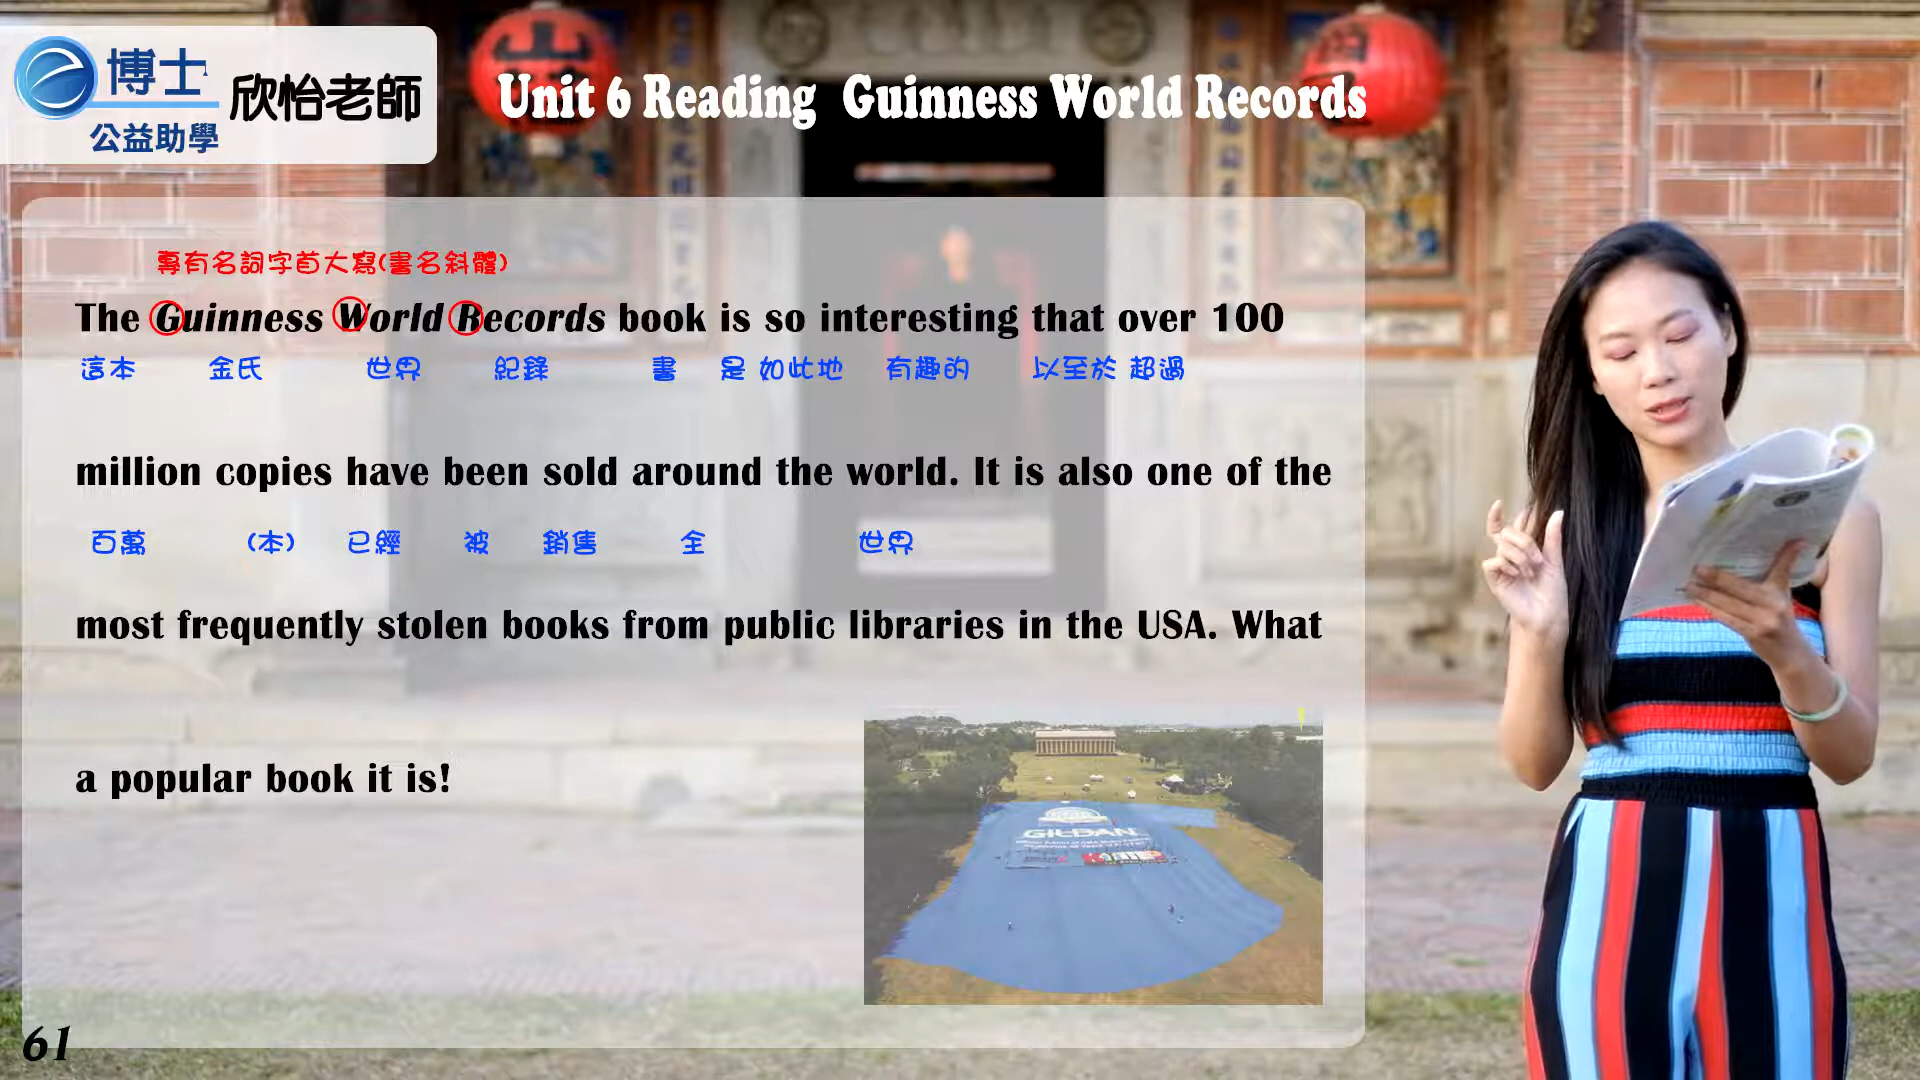 博士
公益助學
欣怡老師
Unit 6 Reading Guinness World Records
專有名詞字首大寫(書名斜體)
The Guinness World Records book is so interesting that over 100
這本 金氏 世界 紀錄 書 是 如此地 有趣的 以至於 超過
million copies have been sold around the world. It is also one of the
百萬 (本) 已經 被 銷售 全 世界
most frequently stolen books from public libraries in the USA. What
a popular book it is!
GILDAN
61